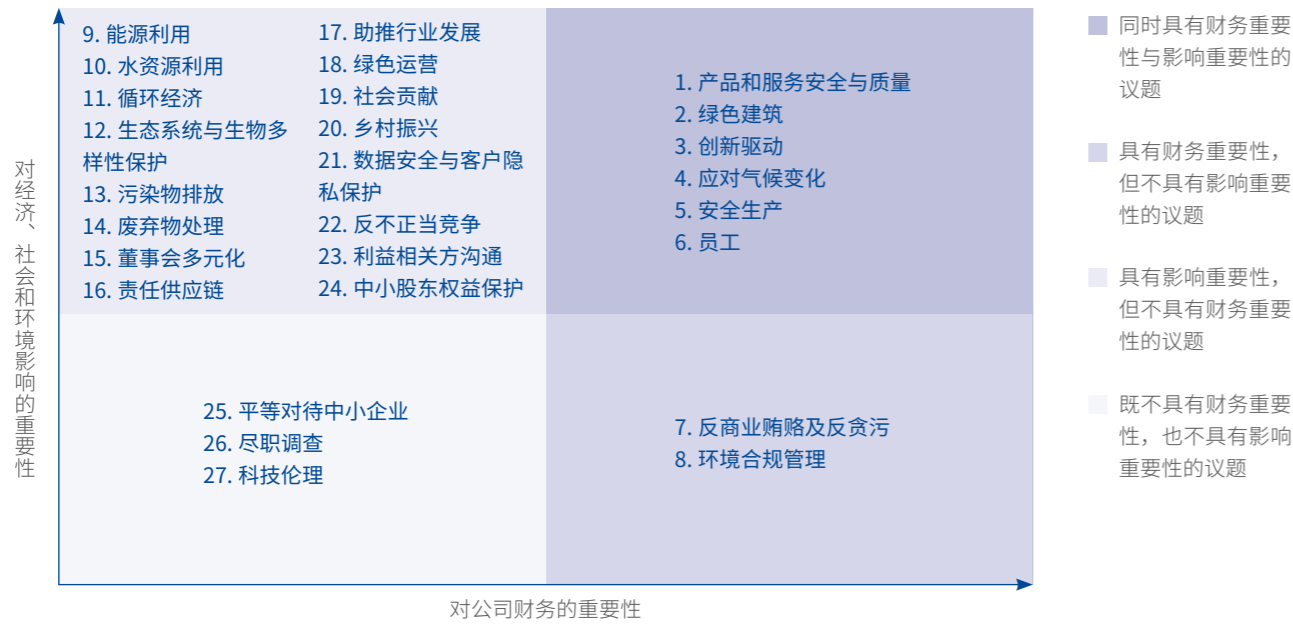 对经济、社会和环境影响的重要性
9. 能源利用
10. 水资源利用
11. 循环经济
12. 生态系统与生物多
样性保护
13. 污染物排放
14. 废弃物处理
15. 董事会多元化
16. 责任供应链
17. 助推行业发展
18. 绿色运营
19. 社会贡献
20. 乡村振兴
21. 数据安全与客户隐
私保护
22. 反不正当竞争
23. 利益相关方沟通
24. 中小股东权益保护
1. 产品和服务安全与质量
2. 绿色建筑
3. 创新驱动
4. 应对气候变化
5. 安全生产
6. 员工
25. 平等对待中小企业
26. 尽职调查
27. 科技伦理
7. 反商业贿赂及反贪污
8. 环境合规管理
对公司财务的重要性
同时具有财务重要
性与影响重要性的
议题
具有财务重要性，
但不具有影响重要
性的议题
具有影响重要性，
但不具有财务重要
性的议题
既不具有财务重要
性，也不具有影响
重要性的议题